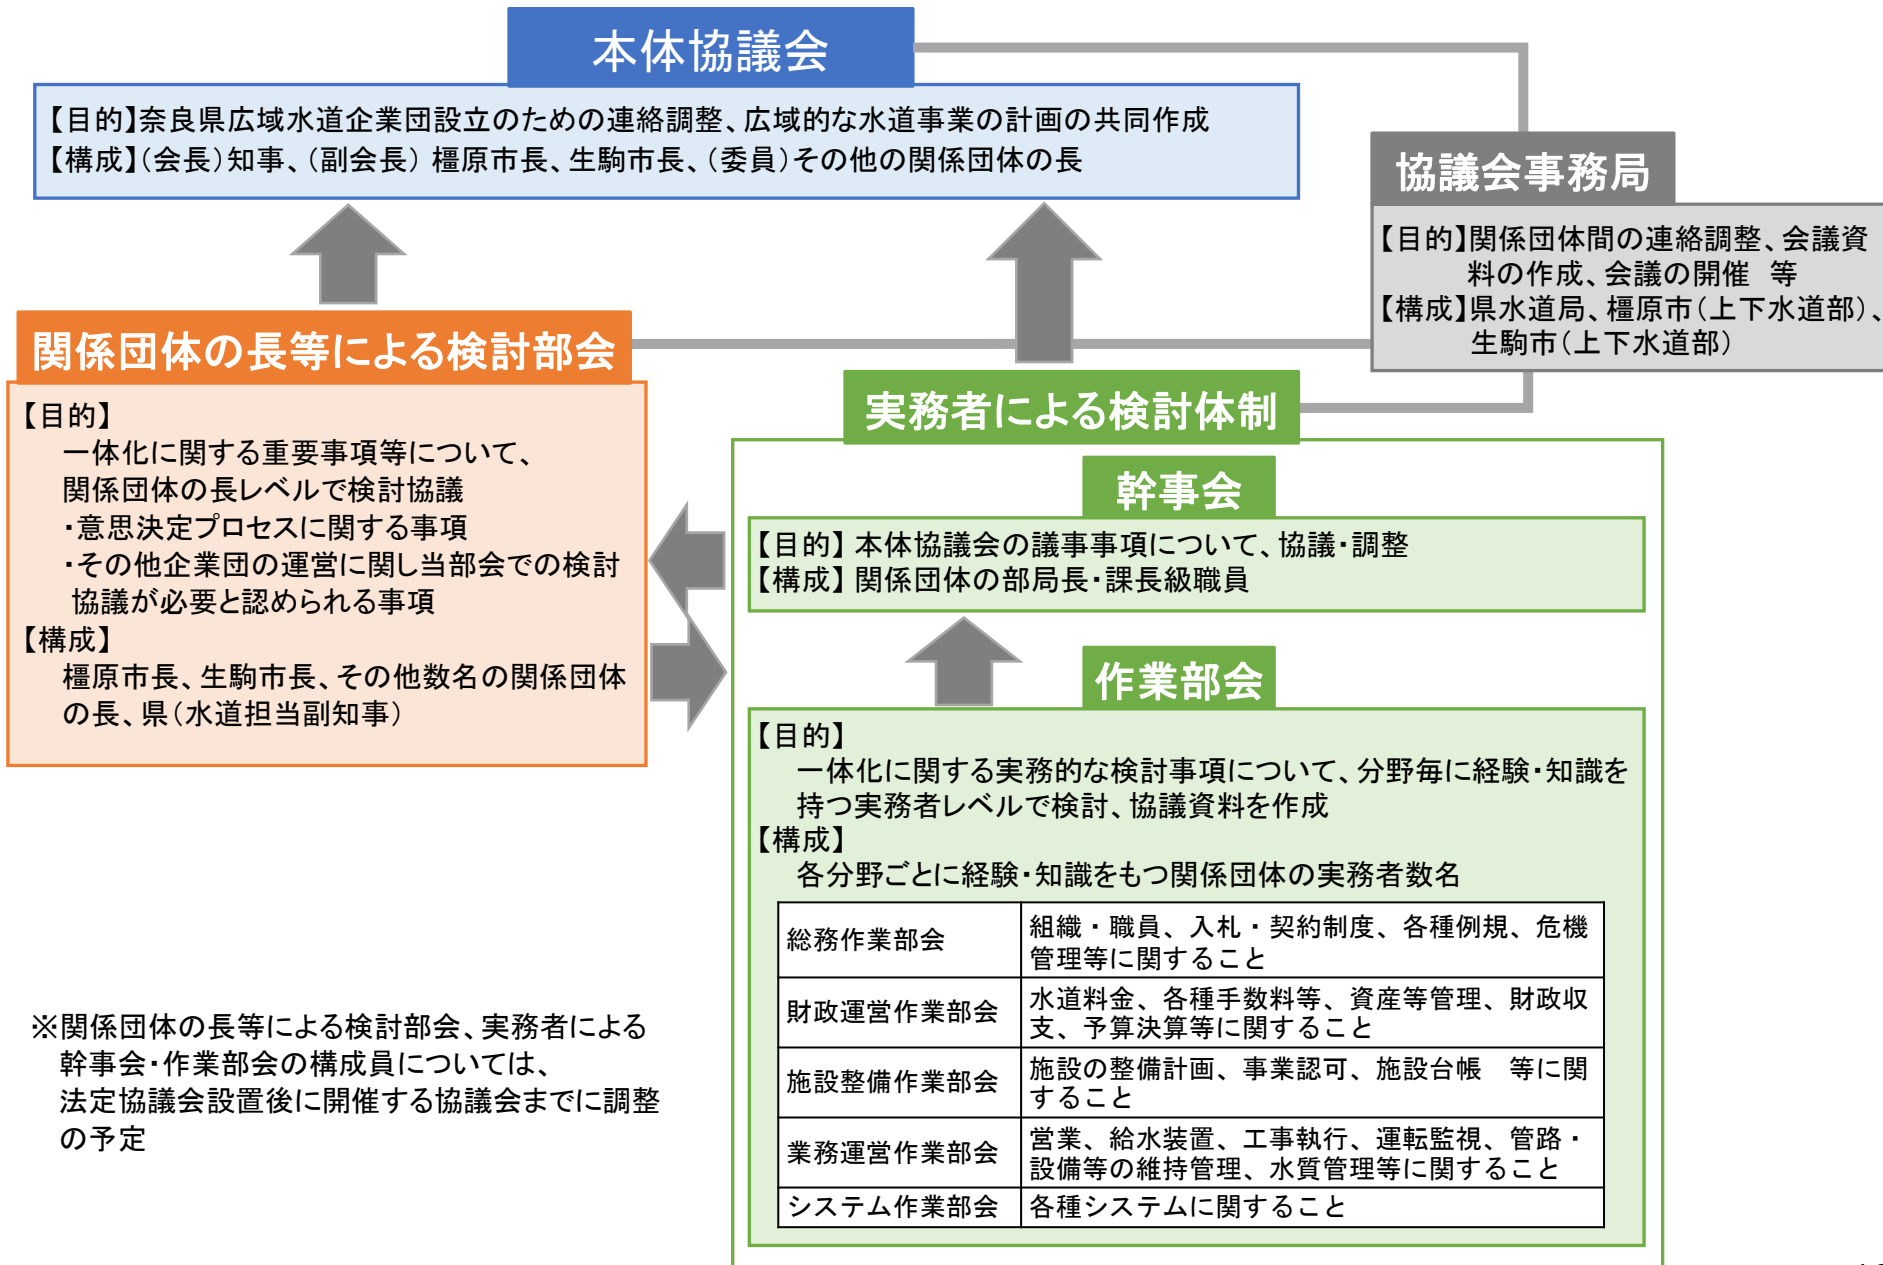 本体協議会
【目的】奈良県広域水道企業団設立のための連絡調整、広域的な水道事業の計画の共同作成
【構成】（会長）知事、（副会長） 橿原市長、生駒市長、（委員）その他の関係団体の長
協議会事務局
【目的】関係団体間の連絡調整、会議資
料の作成、会議の開催　等
【構成】県水道局、橿原市（上下水道部）、
生駒市（上下水道部）
関係団体の長等による検討部会
【目的】
一体化に関する重要事項等について、
関係団体の長レベルで検討協議
・意思決定プロセスに関する事項
・その他企業団の運営に関し当部会での検討
協議が必要と認められる事項
【構成】
橿原市長、生駒市長、その他数名の関係団体
の長、県（水道担当副知事）
実務者による検討体制
幹事会
【目的】 本体協議会の議事事項について、協議・調整
【構成】 関係団体の部局長・課長級職員
作業部会
【目的】
一体化に関する実務的な検討事項について、分野毎に経験・知識を
持つ実務者レベルで検討、協議資料を作成
【構成】
各分野ごとに経験・知識をもつ関係団体の実務者数名
総務作業部会
組織・職員、入札・契約制度、各種例規、危機
管理等に関すること
財政運営作業部会
水道料金、各種手数料等、資産等管理、財政収
支、予算決算等に関すること
施設整備作業部会
施設の整備計画、事業認可、施設台帳　等に関
すること
業務運営作業部会
営業、給水装置、工事執行、運転監視、管路・
設備等の維持管理、水質管理等に関すること
システム作業部会
各種システムに関すること
※関係団体の長等による検討部会、実務者による
幹事会・作業部会の構成員については、
法定協議会設置後に開催する協議会までに調整
の予定